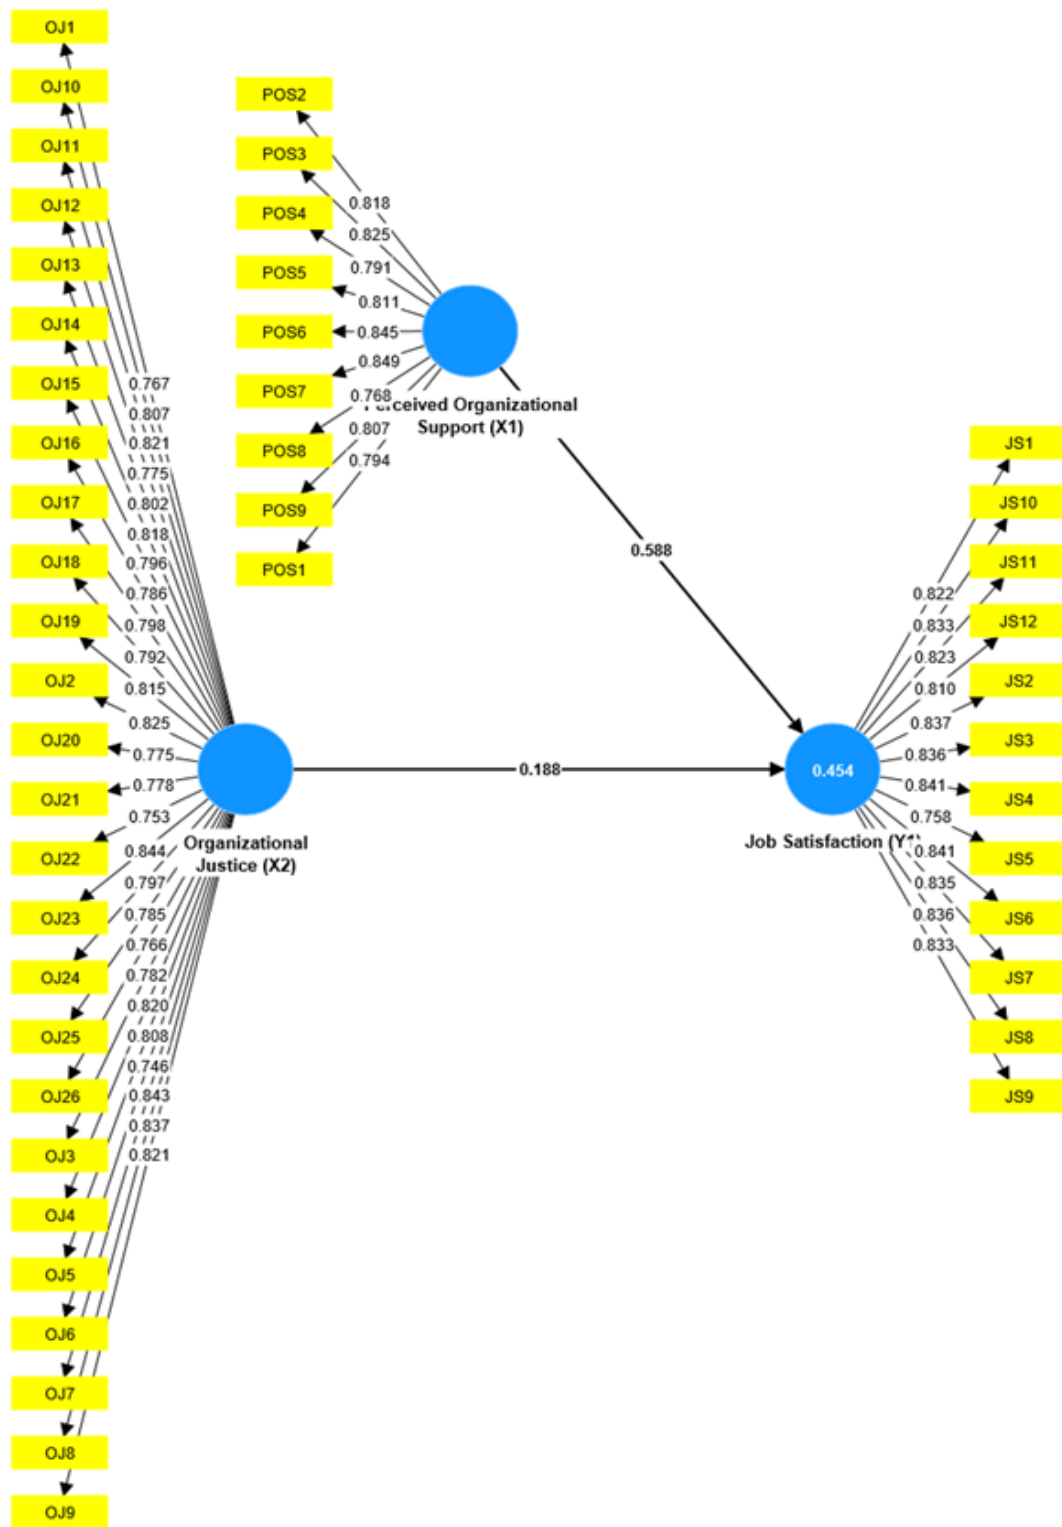 OJ1
OJ10
OJ11
OJ12
OJ13
OJ14
OJ15
OJ16
OJ17
OJ18
OJ19
OJ2
OJ20
OJ21
OJ22
OJ23
OJ24
OJ25
OJ26
OJ3
OJ4
OJ5
OJ6
OJ7
OJ8
OJ9
0.767
0.807
0.821
0.775
0.802
0.818
0.796
0.786
0.798
0.792
0.815
0.825
0.775
0.778
0.753
0.844
0.797
0.785
0.766
0.782
0.820
0.808
0.746
0.843
0.837
0.821
Organizational
Justice (X2)
POS2
POS3
POS4
POS5
POS6
POS7
POS8
POS9
POS1
0.818
0.825
0.791
0.811
0.845
0.849
0.768
0.807
0.794
Perceived Organizational
Support (X1)
0.588
0.188
0.454
Job Satisfaction (Y1)
0.822
0.833
0.823
0.810
0.837
0.836
0.841
0.758
0.841
0.835
0.836
0.833
JS1
JS10
JS11
JS12
JS2
JS3
JS4
JS5
JS6
JS7
JS8
JS9